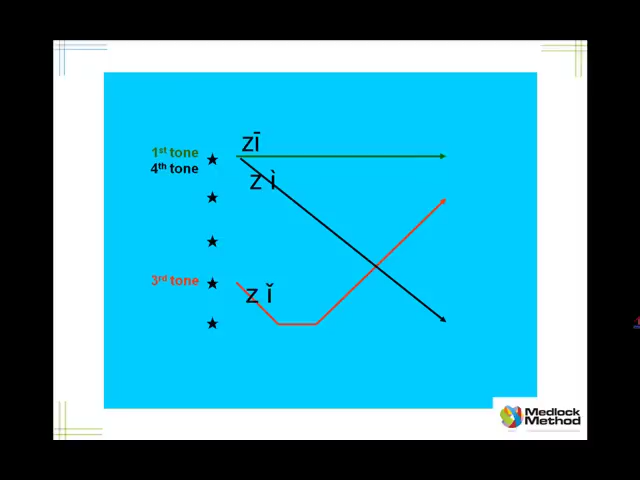 1st tone
zī
4th tone
z ì
3rd tone
z ǐ
Medlock
Method